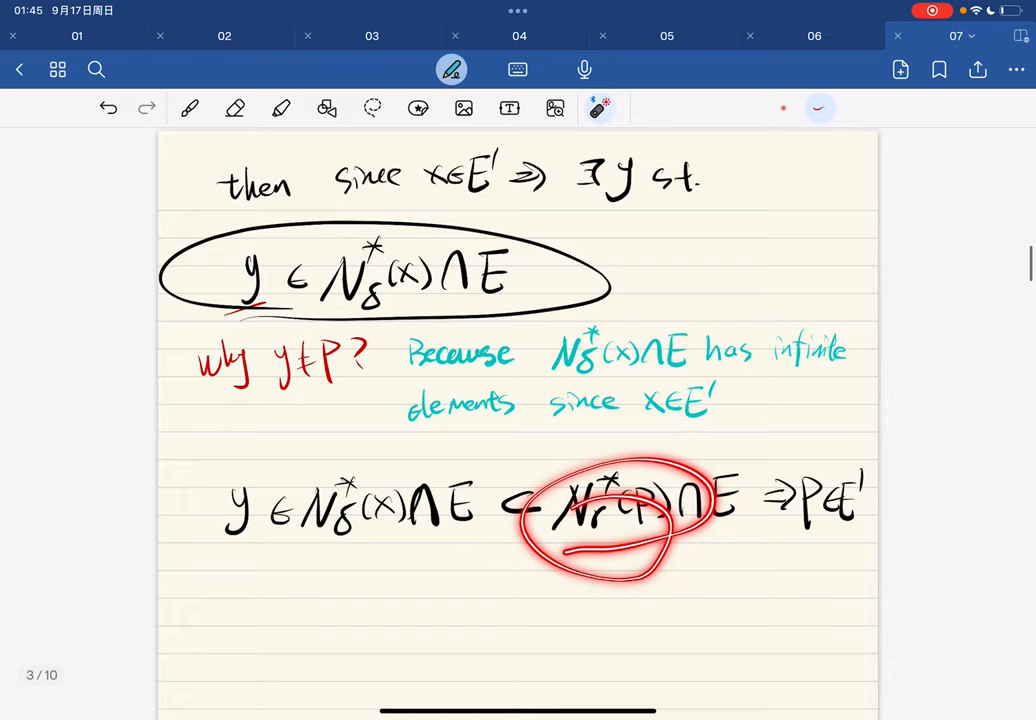 01:45 9月17日周日
01 02 03 04 05 06 07
then since x∈E' ⇒ ∃y st.
y ∈ N*δ(x)∩E
why y≠P? Because N*δ(x)∩E has infinite
elements since x∈E'
y ∈ N*δ(x)∩E ⊂ N*r(p)∩E ⇒ P∈E'
3 / 10